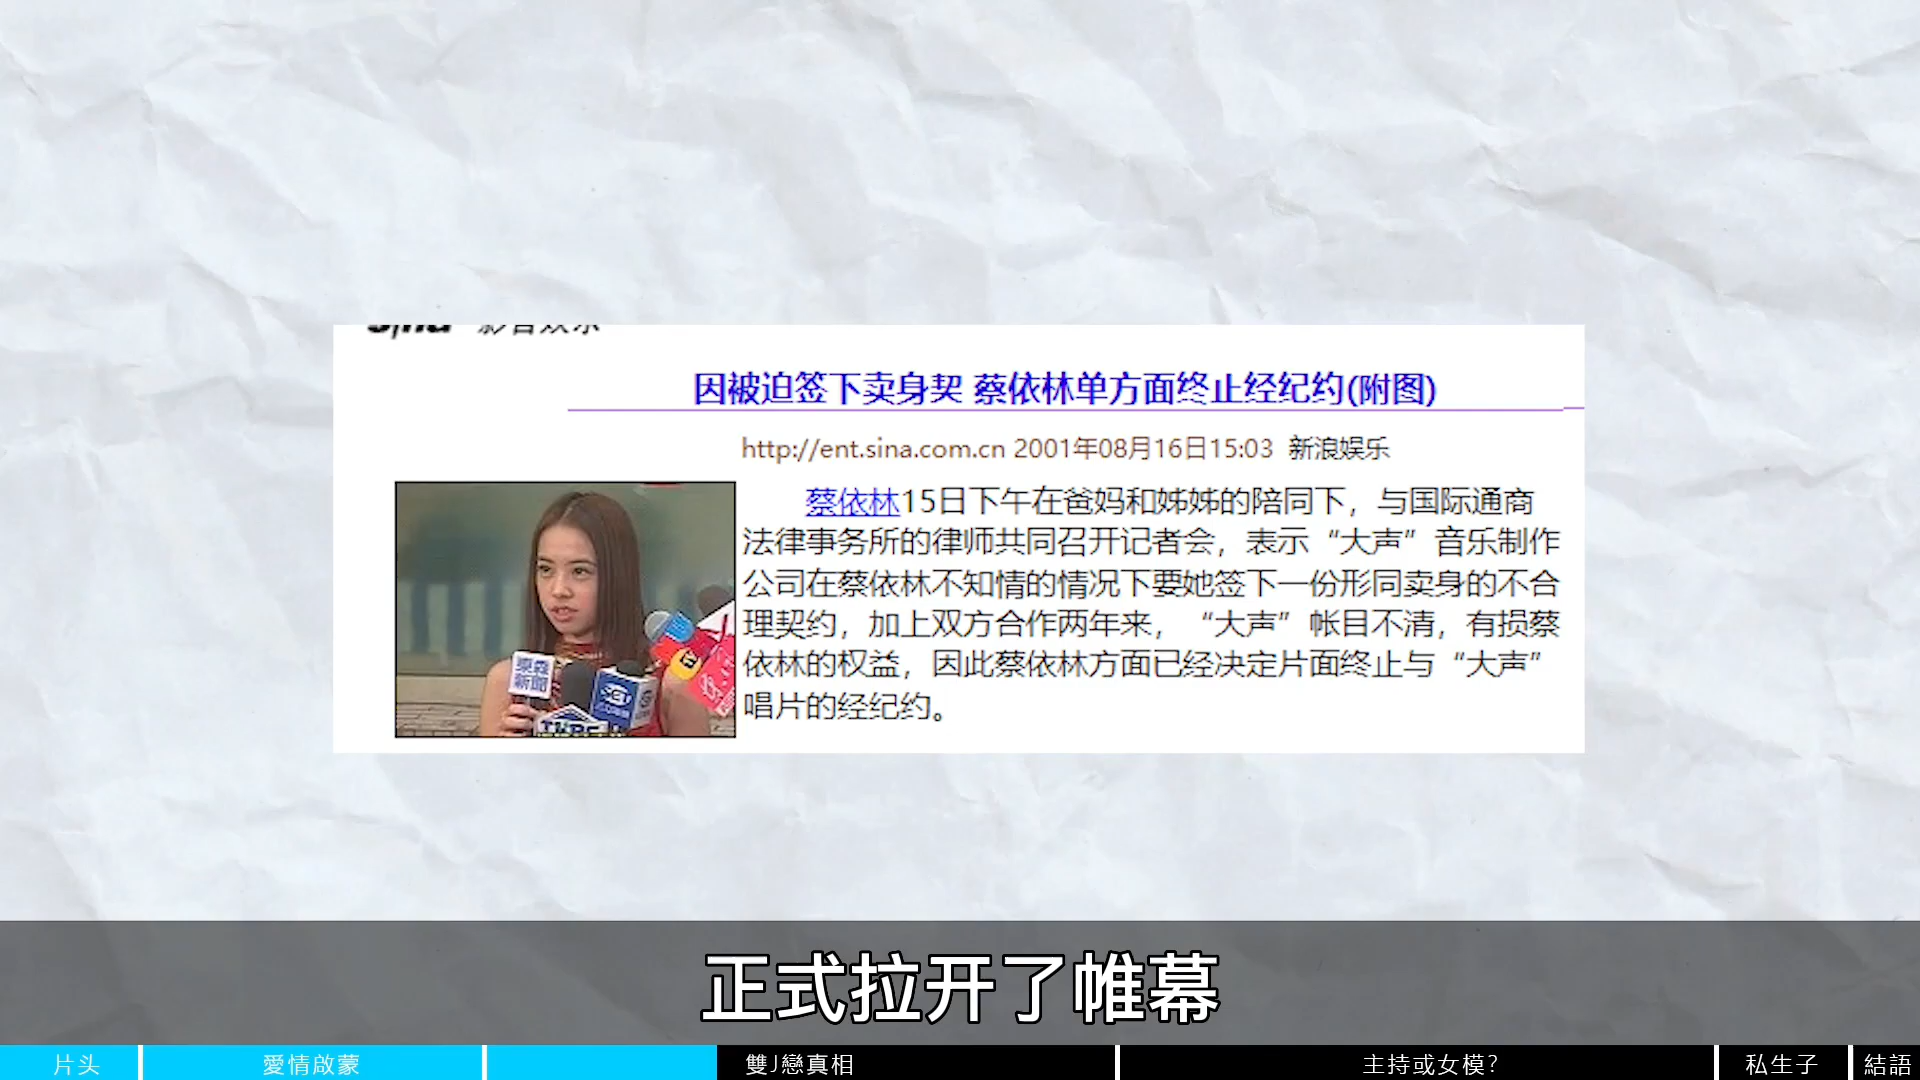 sina 影音娱乐
因被迫签下卖身契 蔡依林单方面终止经纪约(附图)
http://ent.sina.com.cn 2001年08月16日15:03 新浪娱乐
蔡依林15日下午在爸妈和姊姊的陪同下，与国际通商
法律事务所的律师共同召开记者会，表示“大声”音乐制作
公司在蔡依林不知情的情况下要她签下一份形同卖身的不合
理契约，加上双方合作两年来，“大声”帐目不清，有损蔡
依林的权益，因此蔡依林方面已经决定片面终止与“大声”
唱片的经纪约。
東森
新聞
SET
正式拉开了帷幕
片头
愛情啟蒙
雙J戀真相
主持或女模？
私生子
結語